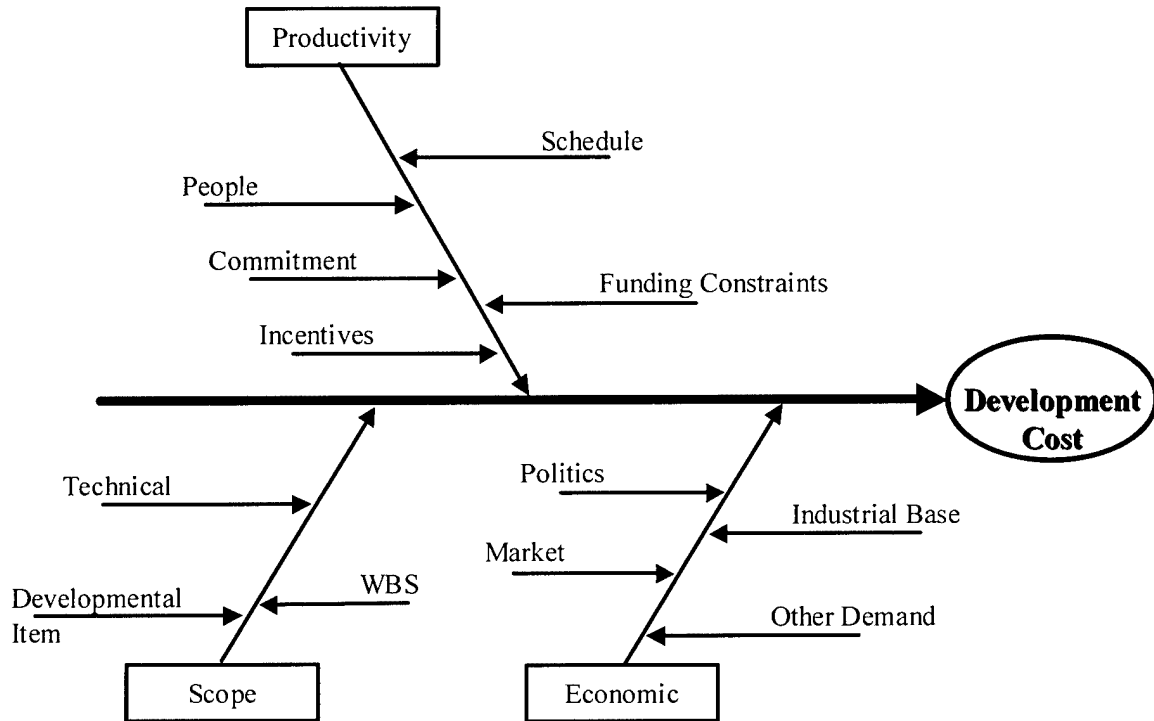 Productivity
Schedule
People
Commitment
Funding Constraints
Incentives
Development
Cost
Technical
Politics
Industrial Base
Market
WBS
Developmental
Item
Other Demand
Scope
Economic